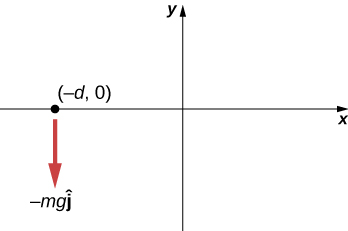 y
(–d, 0)
x
–mgĵ